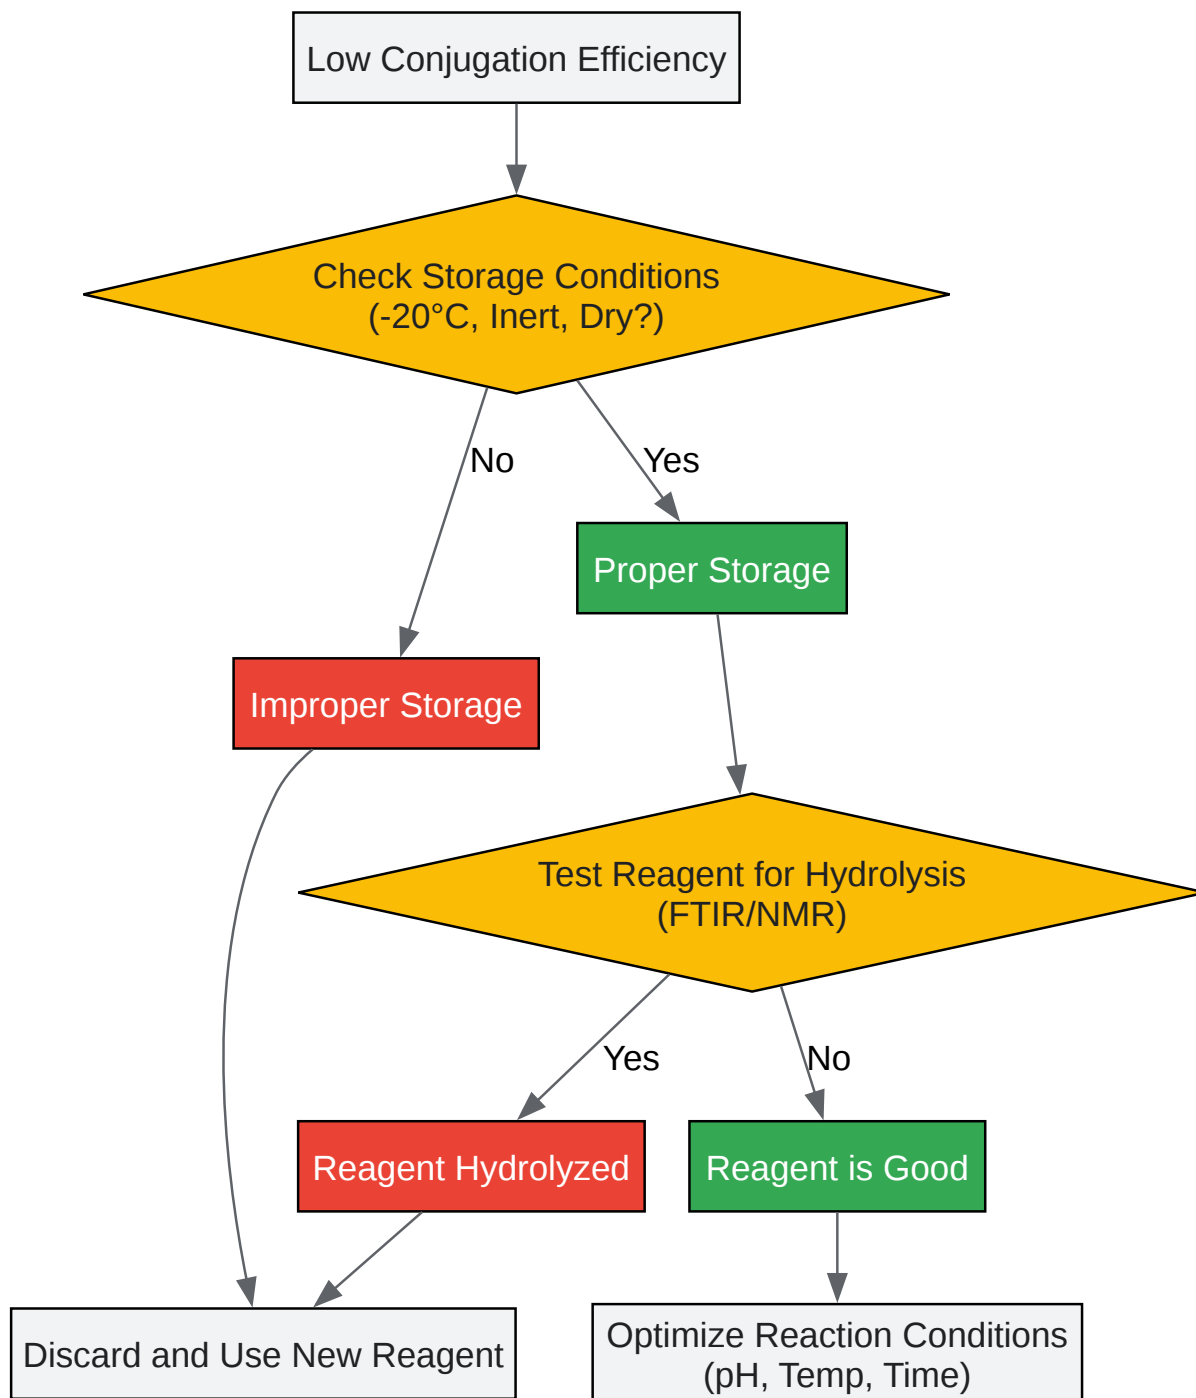 Low Conjugation Efficiency
Check Storage Conditions
(-20°C, Inert, Dry?)
No
Yes
Proper Storage
Improper Storage
Test Reagent for Hydrolysis
(FTIR/NMR)
Yes
No
Reagent Hydrolyzed
Reagent is Good
Discard and Use New Reagent
Optimize Reaction Conditions
(pH, Temp, Time)